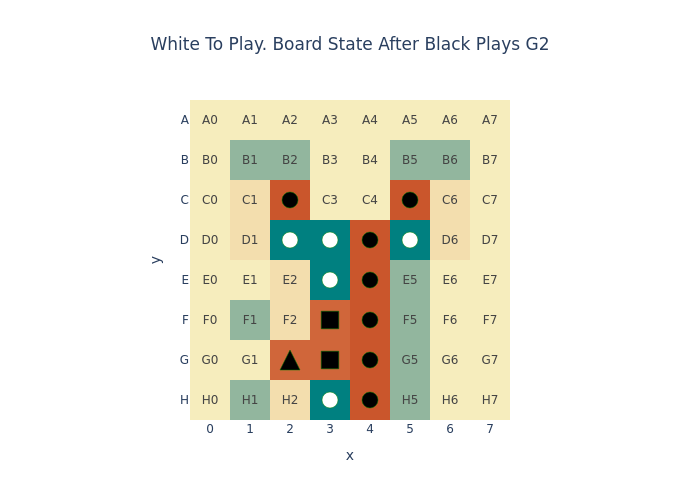 White To Play. Board State After Black Plays G2
A A0 A1 A2 A3 A4 A5 A6 A7
B B0 B1 B2 B3 B4 B5 B6 B7
C C0 C1 C3 C4 C6 C7
D D0 D1 D6 D7
y
E E0 E1 E2 E5 E6 E7
F F0 F1 F2 F5 F6 F7
G G0 G1 G5 G6 G7
H H0 H1 H2 H5 H6 H7
0 1 2 3 4 5 6 7
x